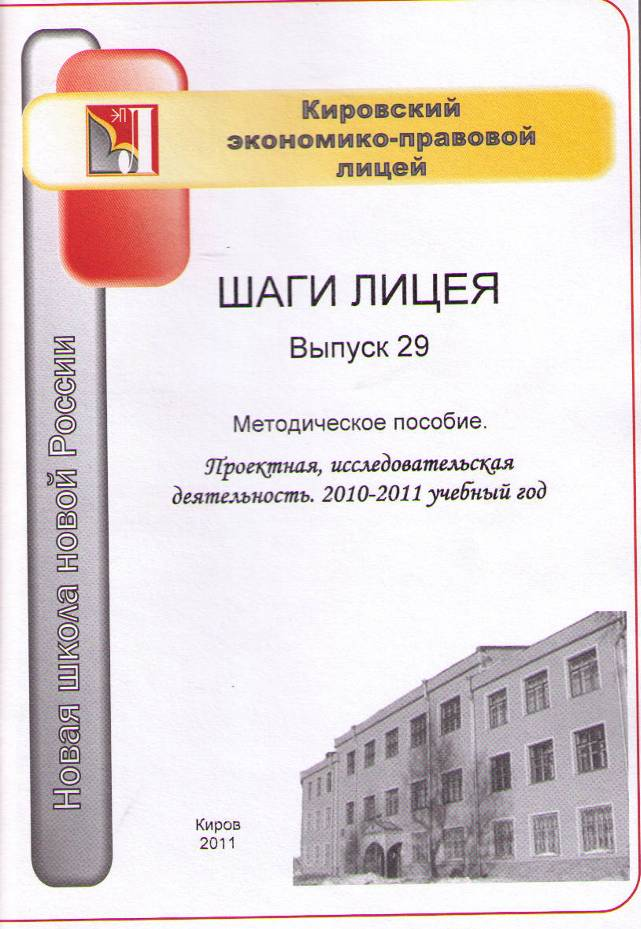 ЭП
Л
Кировский
экономико-правовой
лицей
ШАГИ ЛИЦЕЯ
Выпуск 29
Методическое пособие.
Проектная, исследовательская
деятельность. 2010-2011 учебный год
Новая школа новой России
Киров
2011